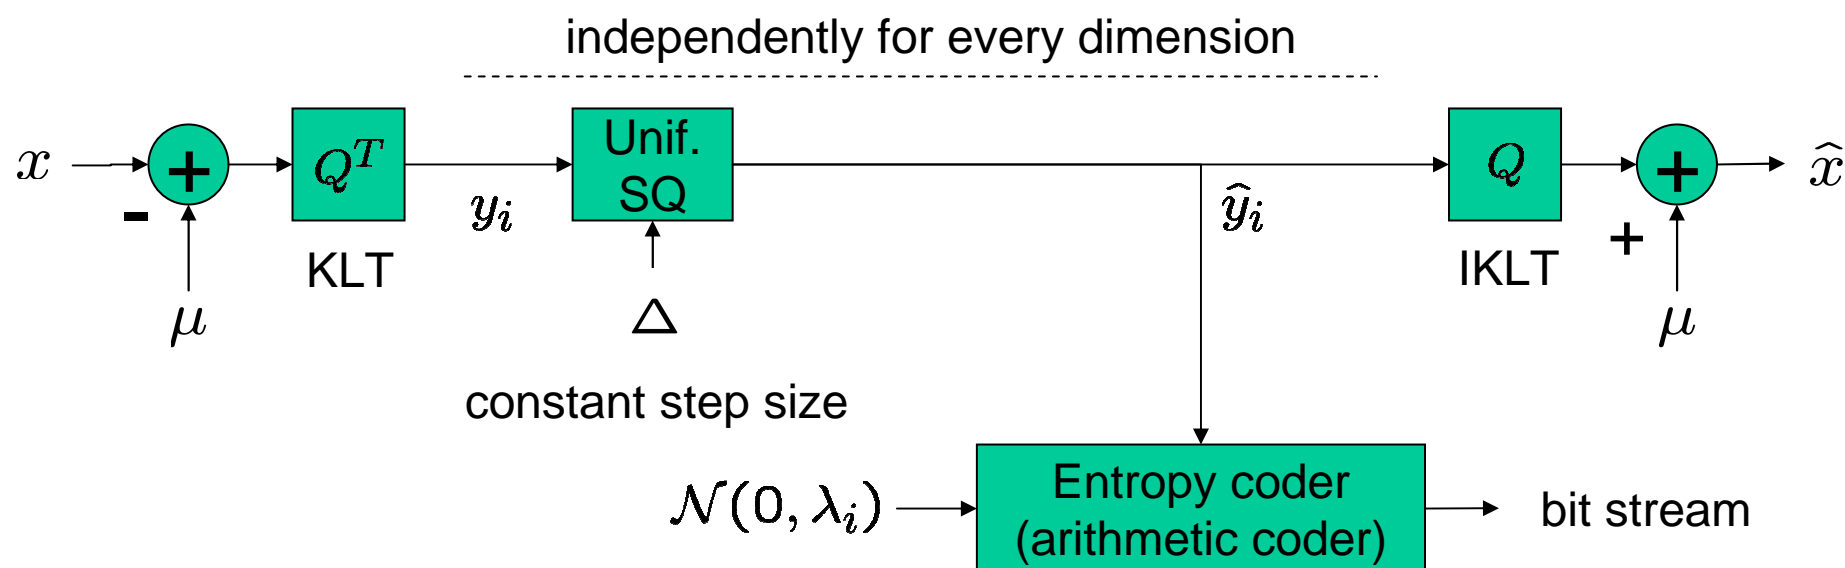 independently for every dimension
x
+
-
μ
Q^T
KLT
y_i
Unif.
SQ
Δ
constant step size
ŷ_i
Q
IKLT
+
+
μ
x̂
N(0, λ_i)
Entropy coder
(arithmetic coder)
bit stream